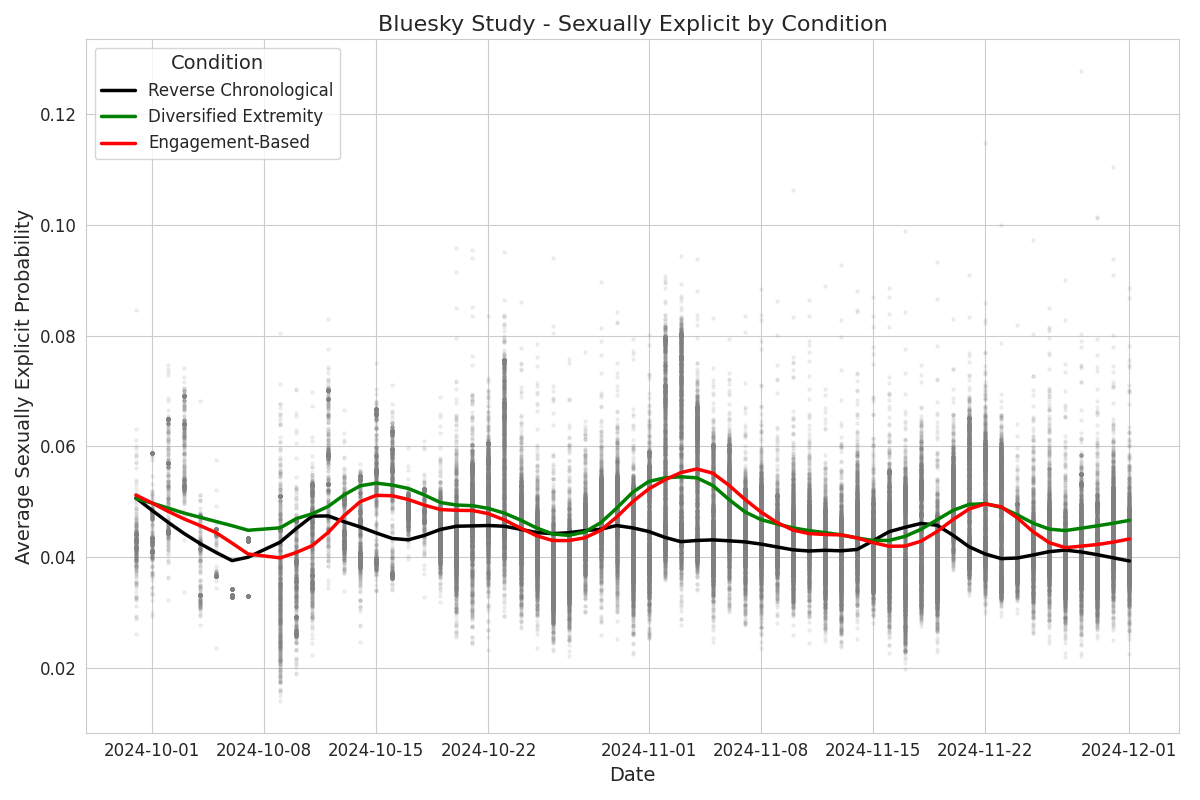 Bluesky Study - Sexually Explicit by Condition
Condition
Reverse Chronological
Diversified Extremity
Engagement-Based
Average Sexually Explicit Probability
0.12
0.10
0.08
0.06
0.04
0.02
2024-10-01
2024-10-08
2024-10-15
2024-10-22
2024-11-01
2024-11-08
2024-11-15
2024-11-22
2024-12-01
Date